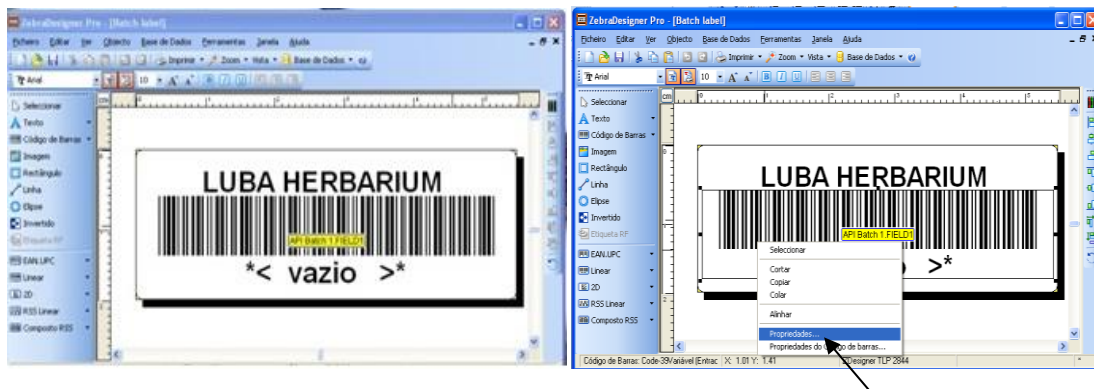 ZebraDesigner Pro - [Batch label]
Ficheiro Editar Ver Objecto Base de Dados Ferramentas Janela Ajuda
Imprimir Zoom Vista Base de Dados
Arial 10
Seleccionar
Texto
Código de Barras
Imagem
Rectângulo
Linha
Elipse
Invertido
Etiqueta RF
EAN.UPC
Linear
2D
RSS Linear
Composto RSS
LUBA HERBARIUM
API Batch 1.FIELD1
*< vazio >*
ZebraDesigner Pro - [Batch label]
Ficheiro Editar Ver Objecto Base de Dados Ferramentas Janela Ajuda
Imprimir Zoom Vista Base de Dados
Arial 10
cm
Seleccionar
Texto
Código de Barras
Imagem
Rectângulo
Linha
Elipse
Invertido
Etiqueta RF
EAN.UPC
Linear
2D
RSS Linear
Composto RSS
LUBA HERBARIUM
API Batch 1.FIELD1
>*
Seleccionar
Cortar
Copiar
Colar
Alinhar
Propriedades...
Propriedades do Código de barras...
Código de Barras: Code-39Variável (Entrac X: 1.01 Y: 1.41 Designer TLP 2844